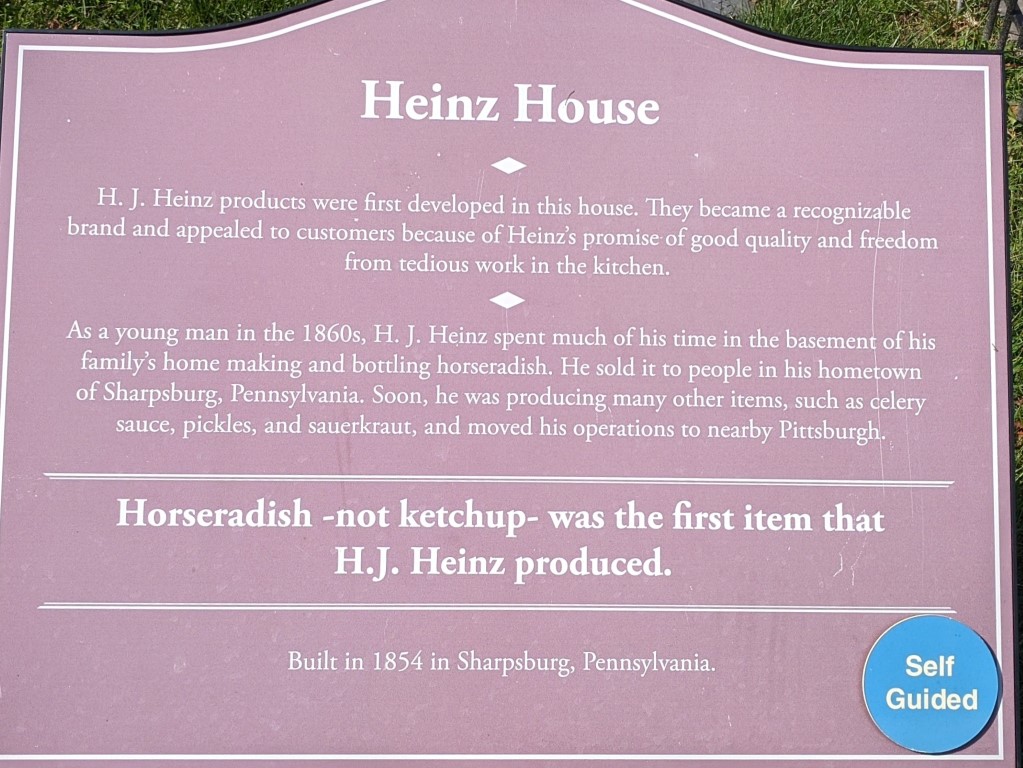 Heinz House
H. J. Heinz products were first developed in this house. They became a recognizable
brand and appealed to customers because of Heinz's promise of good quality and freedom
from tedious work in the kitchen.
As a young man in the 1860s, H. J. Heinz spent much of his time in the basement of his
family's home making and bottling horseradish. He sold it to people in his hometown
of Sharpsburg, Pennsylvania. Soon, he was producing many other items, such as celery
sauce, pickles, and sauerkraut, and moved his operations to nearby Pittsburgh.
Horseradish -not ketchup- was the first item that
H.J. Heinz produced.
Built in 1854 in Sharpsburg, Pennsylvania.
Self
Guided